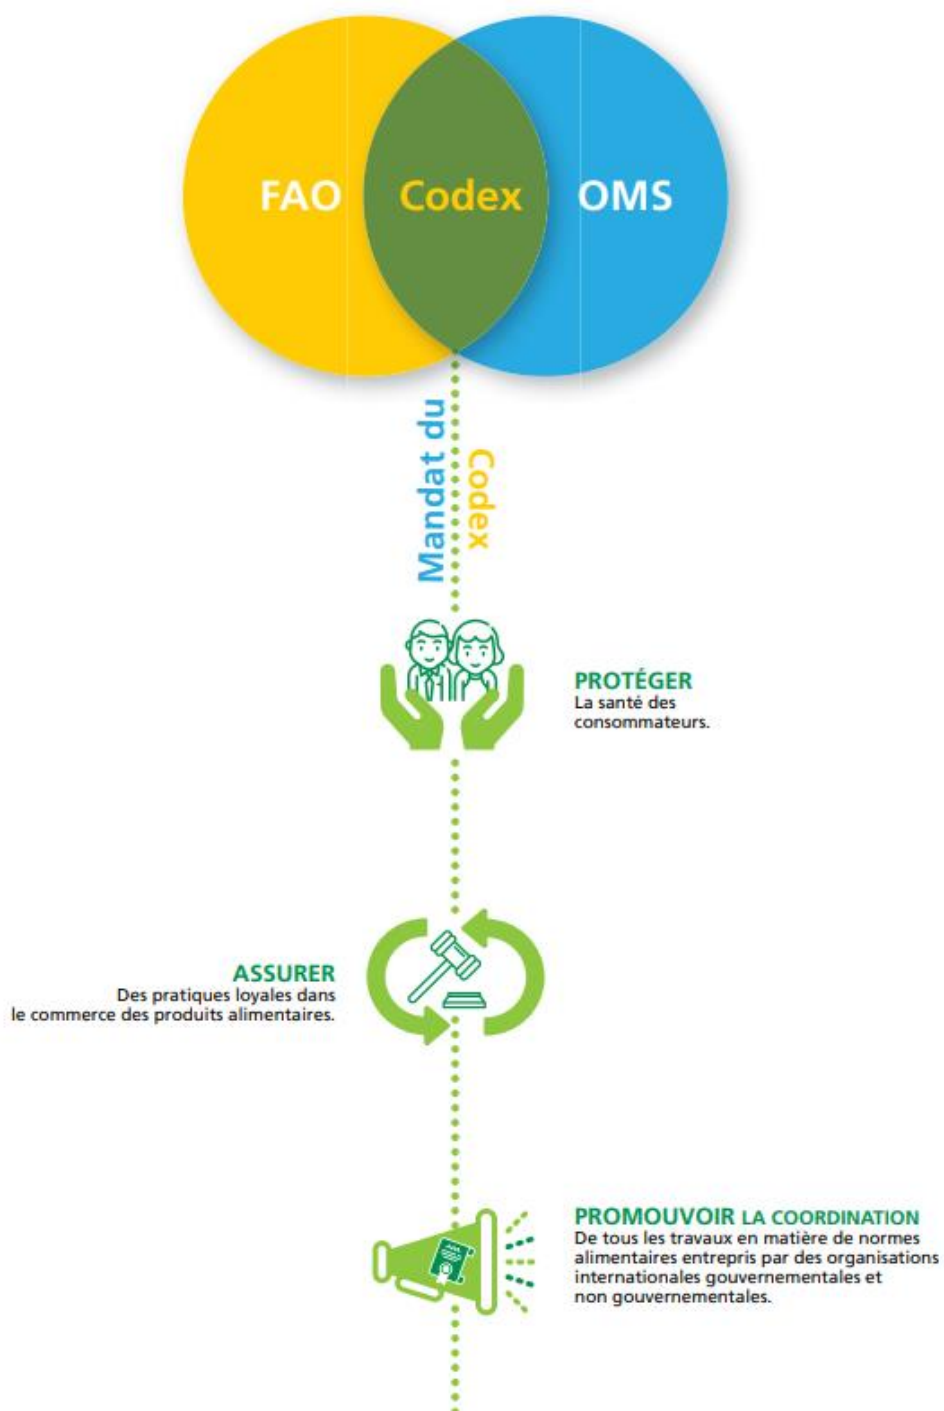 FAO Codex OMS
Mandat du
Codex
PROTÉGER
La santé des
consommateurs.
ASSURER
Des pratiques loyales dans
le commerce des produits alimentaires.
PROMOUVOIR LA COORDINATION
De tous les travaux en matière de normes
alimentaires entrepris par des organisations
internationales gouvernementales et
non gouvernementales.